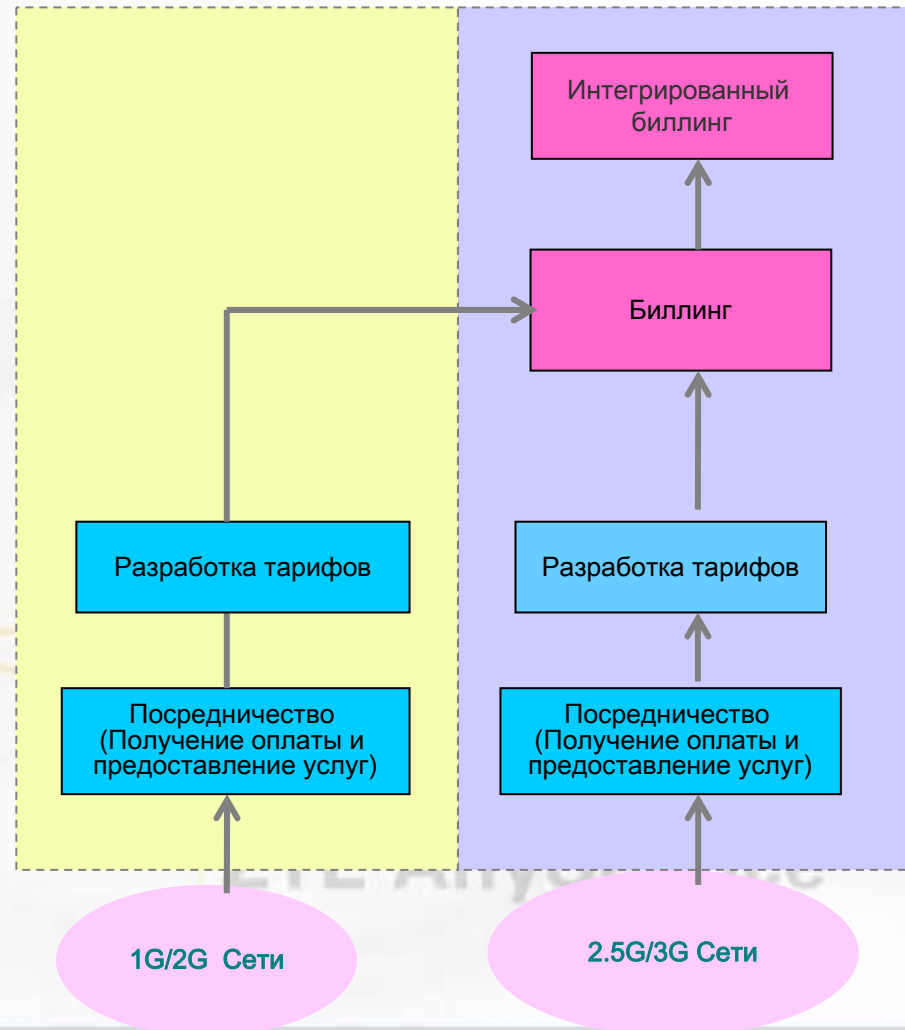 Интегрированный
биллинг
Биллинг
Разработка тарифов
Разработка тарифов
Посредничество
(Получение оплаты и
предоставление услуг)
Посредничество
(Получение оплаты и
предоставление услуг)
1G/2G Сети
2.5G/3G Сети